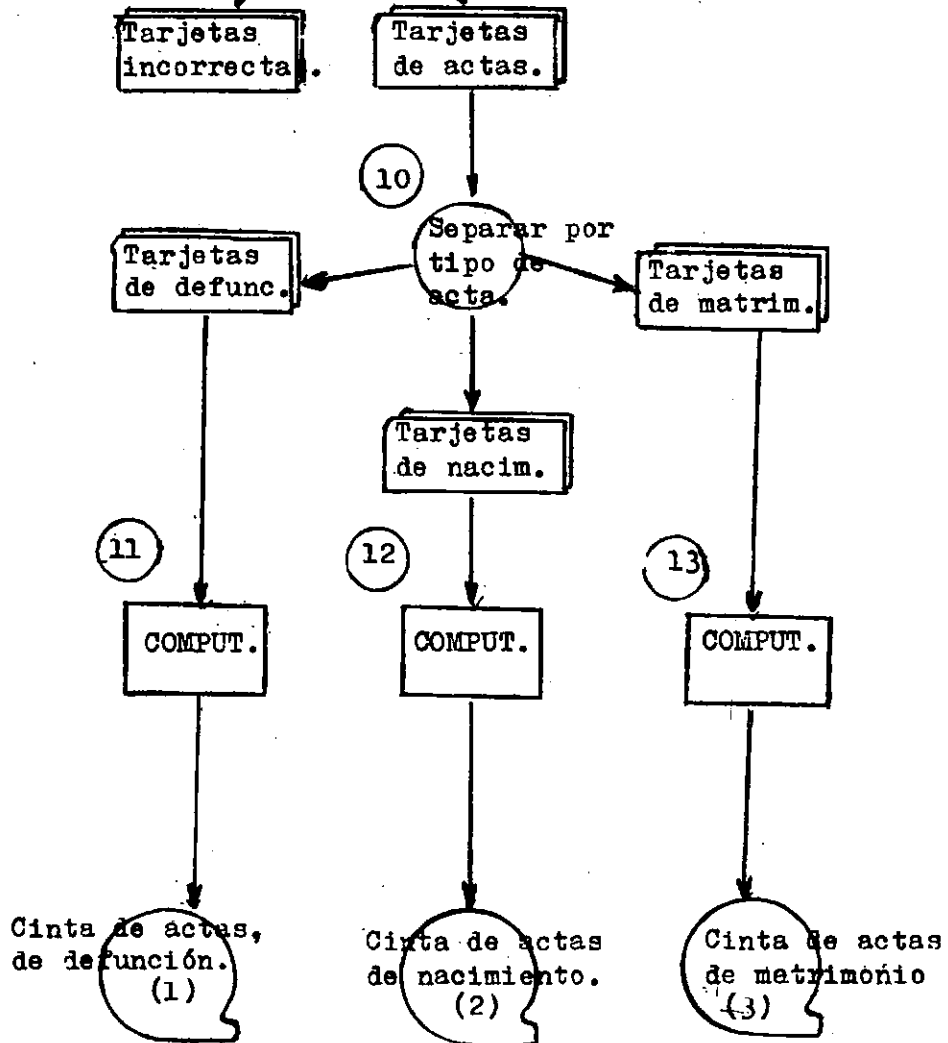 Tarjetas
incorrecta .
Tarjetas
de actas.
10
Separar por
tipo de
acta.
Tarjetas
de defunc.
Tarjetas
de matrim.
Tarjetas
de nacim.
11
12
13
COMPUT.
COMPUT.
COMPUT.
Cinta de actas,
de defunción.
(1)
Cinta de actas
de nacimiento.
(2)
Cinta de actas
de matrimonio
(3)